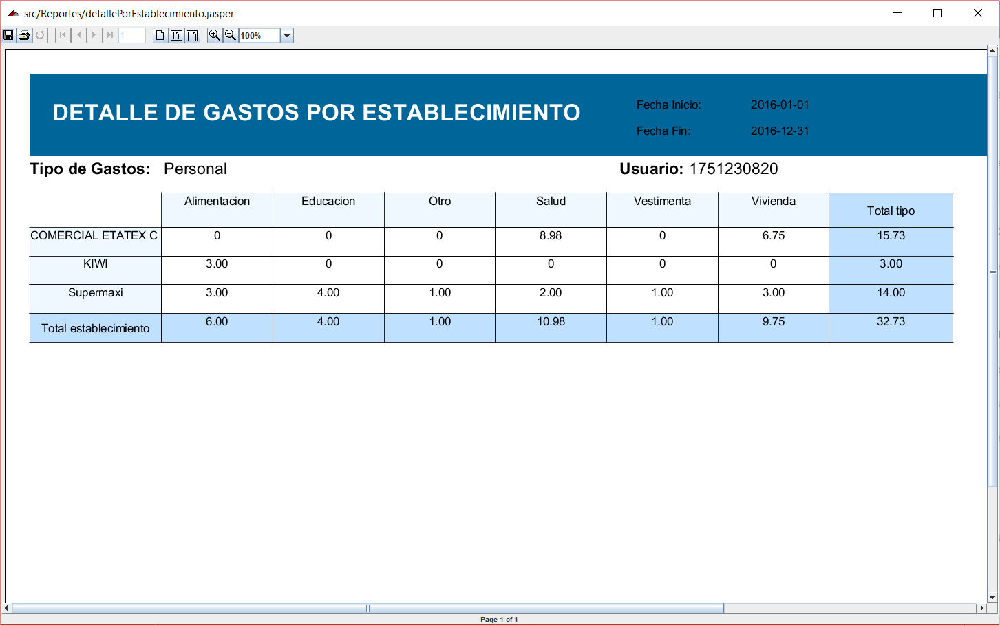 src/Reportes/detallePorEstablecimiento.jasper
1 100%
DETALLE DE GASTOS POR ESTABLECIMIENTO
Fecha Inicio: 2016-01-01
Fecha Fin: 2016-12-31
Tipo de Gastos: Personal Usuario: 1751230820
Alimentacion Educacion Otro Salud Vestimenta Vivienda Total tipo
COMERCIAL ETATEX C 0 0 0 8.98 0 6.75 15.73
KIWI 3.00 0 0 0 0 0 3.00
Supermaxi 3.00 4.00 1.00 2.00 1.00 3.00 14.00
Total establecimiento 6.00 4.00 1.00 10.98 1.00 9.75 32.73
Page 1 of 1